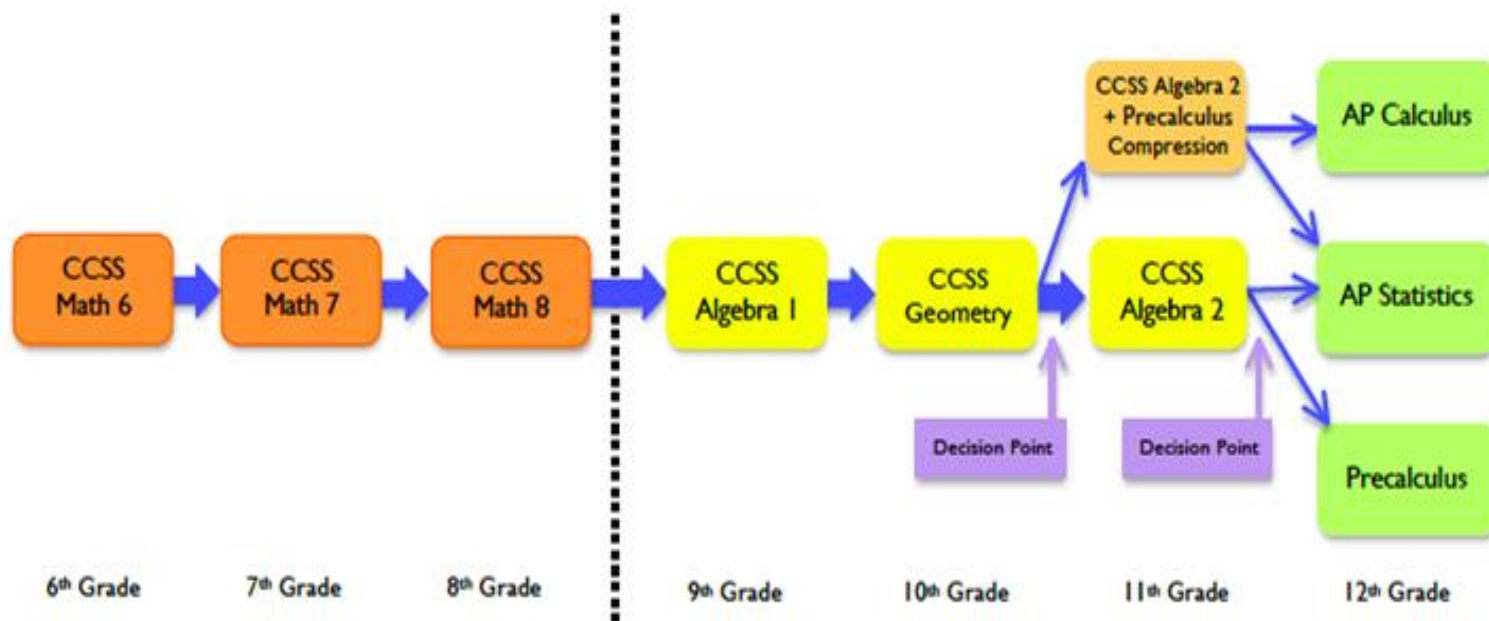 CCSS Algebra 2
+ Precalculus
Compression
AP Calculus
CCSS
Math 6
CCSS
Math 7
CCSS
Math 8
CCSS
Algebra 1
CCSS
Geometry
CCSS
Algebra 2
AP Statistics
Decision Point
Decision Point
Precalculus
6th Grade
7th Grade
8th Grade
9th Grade
10th Grade
11th Grade
12th Grade